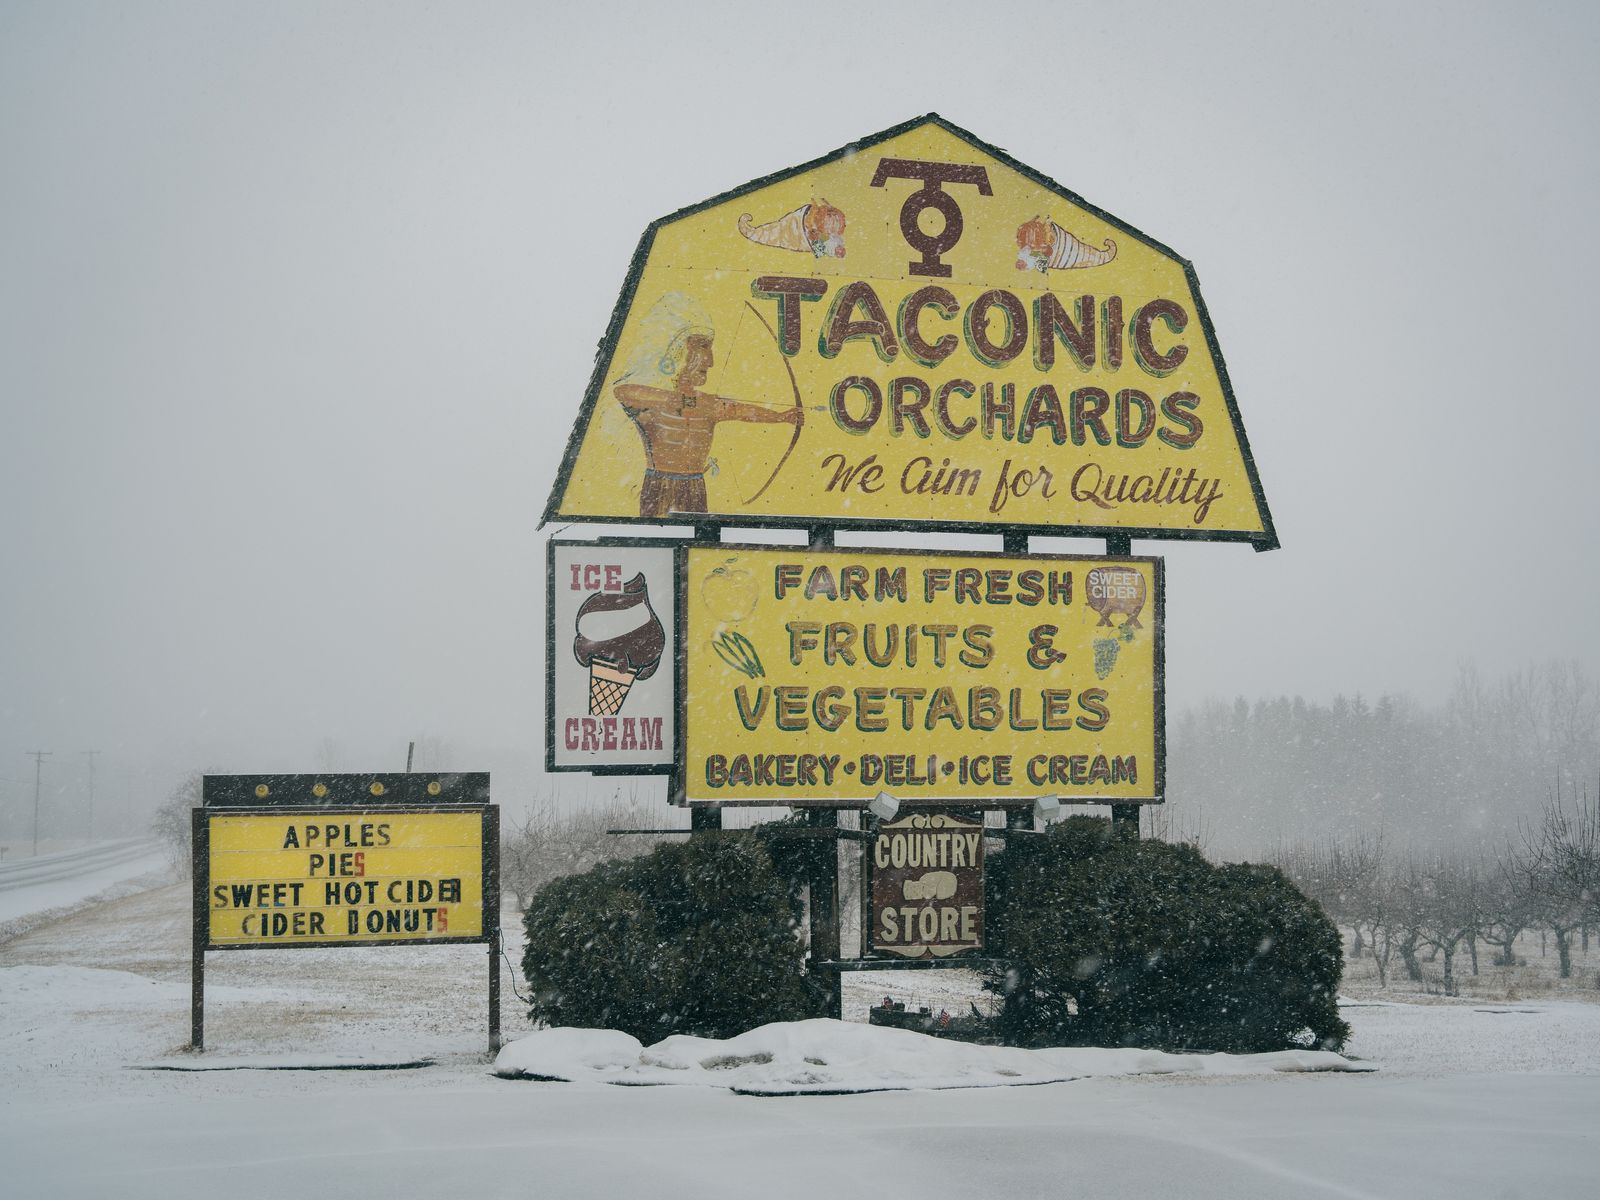 TO
TACONIC
ORCHARDS
We Aim for Quality
ICE
CREAM
FARM FRESH
SWEET
CIDER
FRUITS &
VEGETABLES
BAKERY•DELI•ICE CREAM
COUNTRY
STORE
APPLES
PIES
SWEET HOT CIDER
CIDER DONUTS